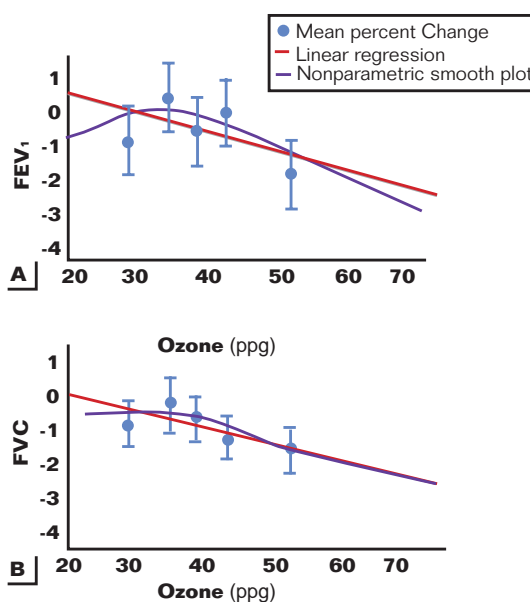 Mean percent Change
Linear regression
Nonparametric smooth plot
1
0
-1
-2
-3
-4
FEV₁
A
20 30 40 50 60 70
Ozone (ppg)
1
0
-1
-2
-3
-4
FVC
B
20 30 40 50 60 70
Ozone (ppg)